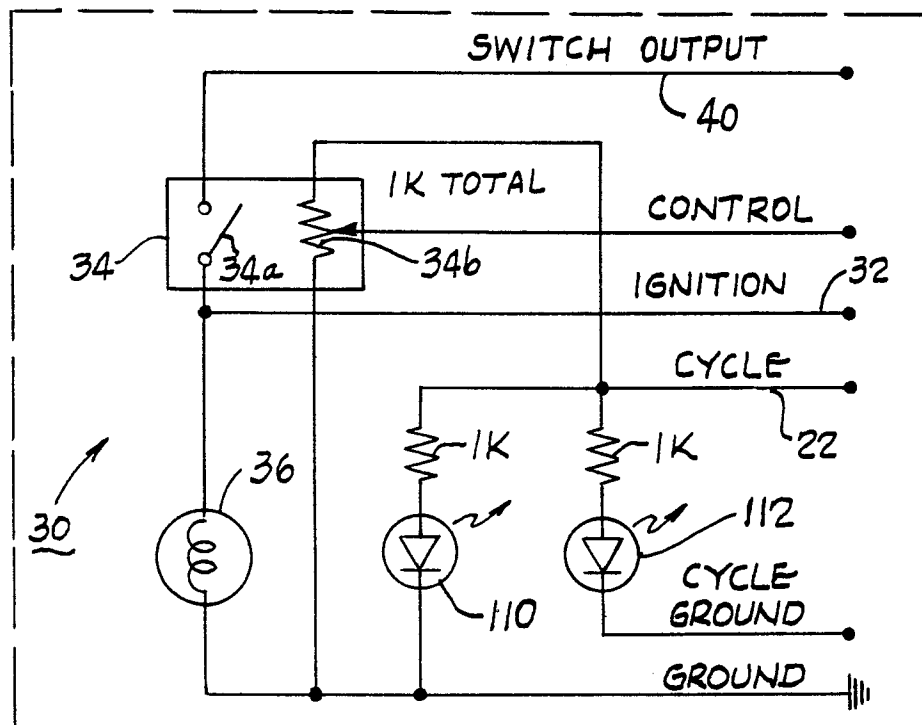 SWITCH OUTPUT
40
1K TOTAL
CONTROL
34
34a
34b
IGNITION
32
CYCLE
22
1K
1K
36
30
112
110
CYCLE
GROUND
GROUND